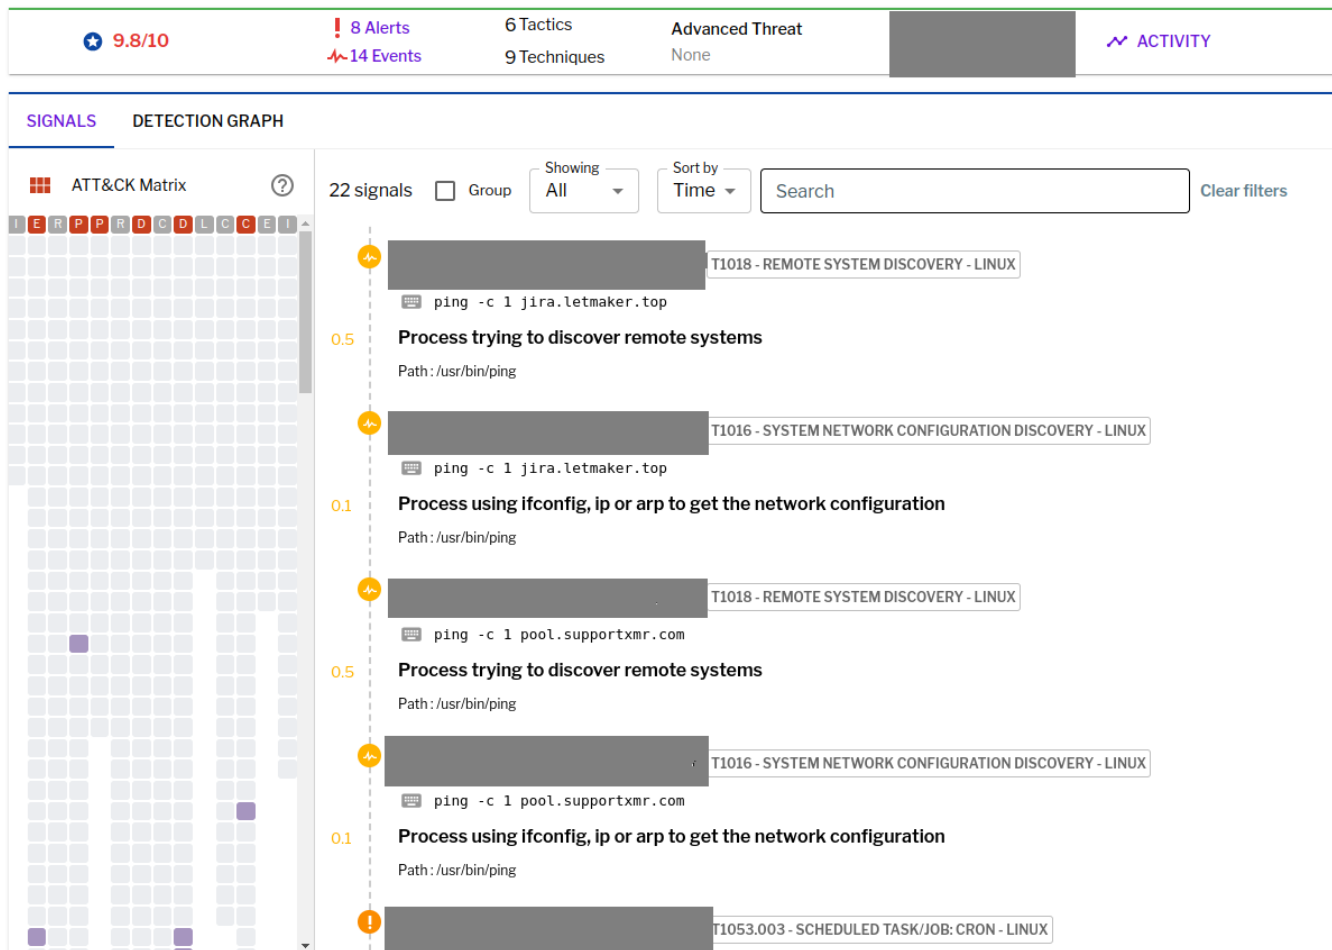 9.8/10
8 Alerts
14 Events
6 Tactics
9 Techniques
Advanced Threat
None
ACTIVITY
SIGNALS
DETECTION GRAPH
ATT&CK Matrix
I E R P P R D C D L C C E I
22 signals
Group
Showing
All
Sort by
Time
Search
Clear filters
T1018 - REMOTE SYSTEM DISCOVERY - LINUX
ping -c 1 jira.letmaker.top
0.5
Process trying to discover remote systems
Path : /usr/bin/ping
T1016 - SYSTEM NETWORK CONFIGURATION DISCOVERY - LINUX
ping -c 1 jira.letmaker.top
0.1
Process using ifconfig, ip or arp to get the network configuration
Path : /usr/bin/ping
T1018 - REMOTE SYSTEM DISCOVERY - LINUX
ping -c 1 pool.supportxmr.com
0.5
Process trying to discover remote systems
Path : /usr/bin/ping
T1016 - SYSTEM NETWORK CONFIGURATION DISCOVERY - LINUX
ping -c 1 pool.supportxmr.com
0.1
Process using ifconfig, ip or arp to get the network configuration
Path : /usr/bin/ping
T1053.003 - SCHEDULED TASK/JOB: CRON - LINUX